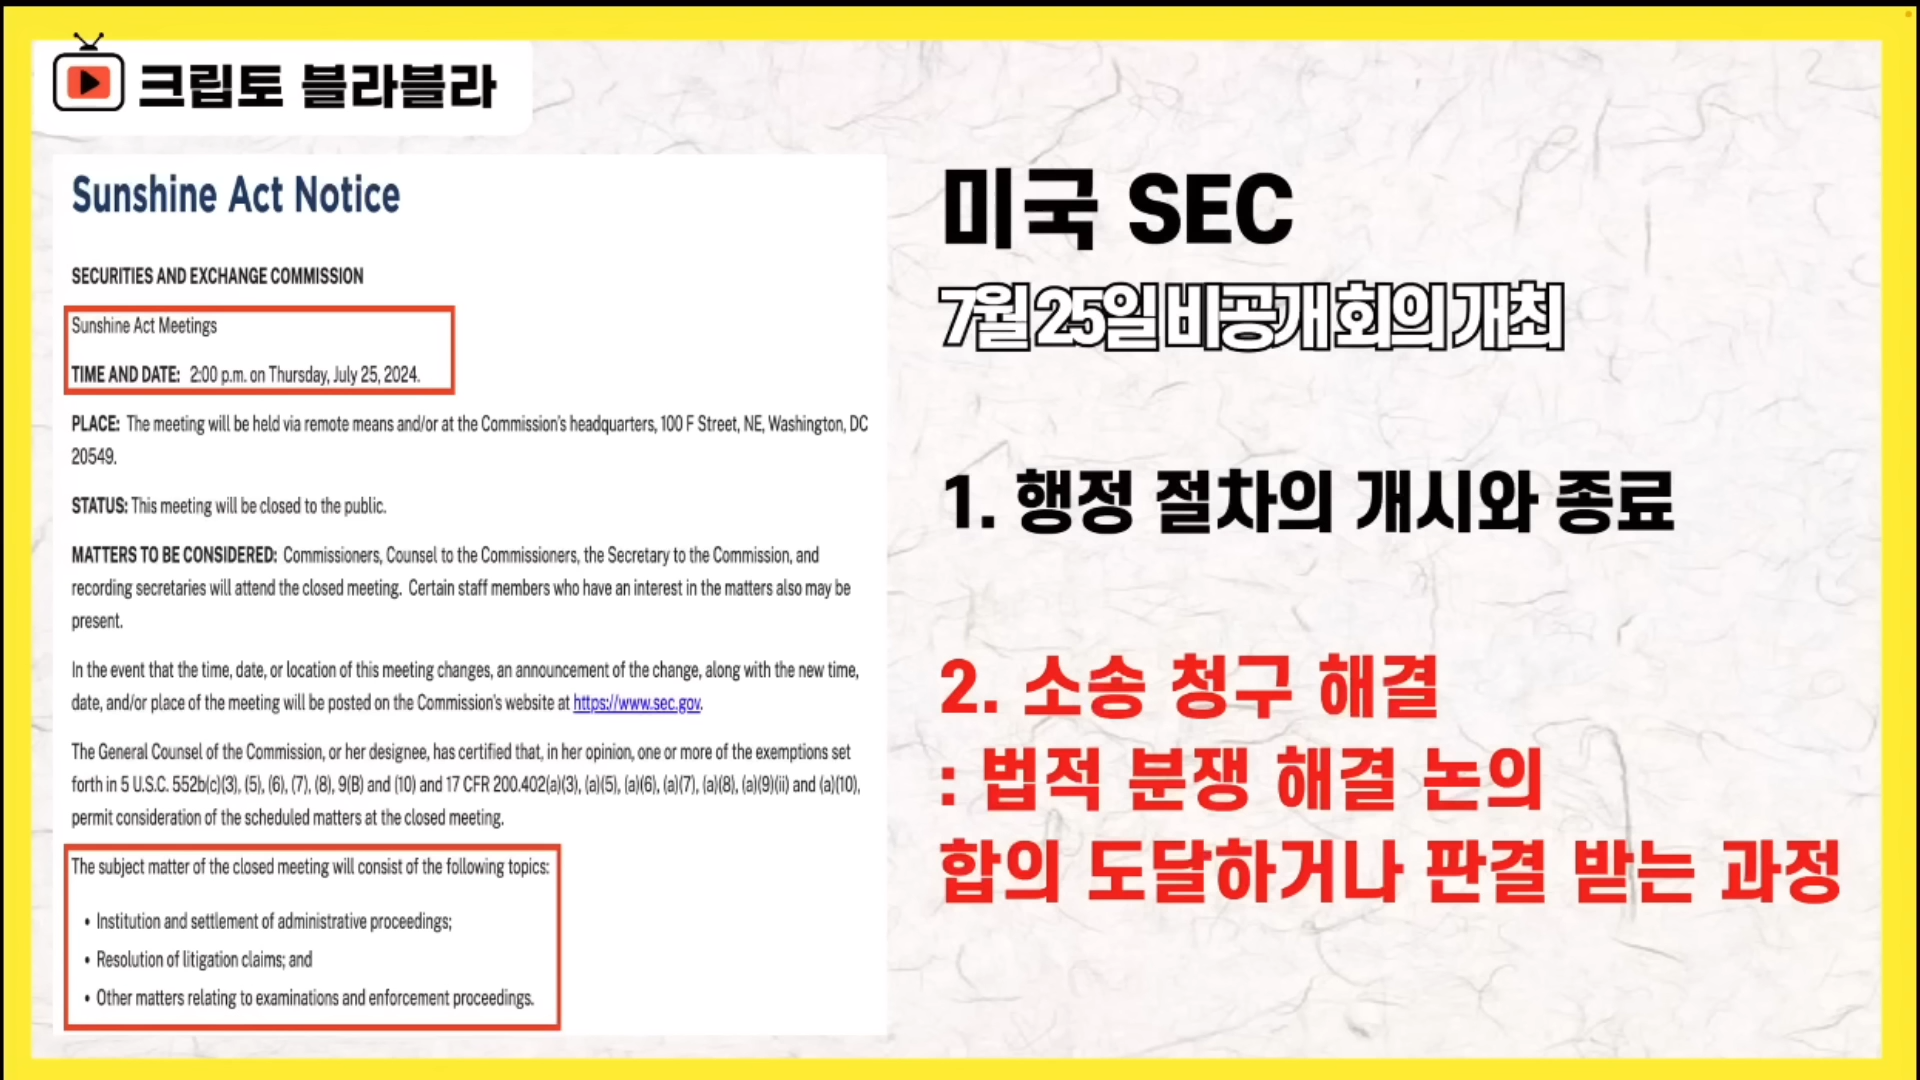 크립토 블라블라
Sunshine Act Notice
SECURITIES AND EXCHANGE COMMISSION
Sunshine Act Meetings
TIME AND DATE: 2:00 p.m. on Thursday, July 25, 2024.
PLACE: The meeting will be held via remote means and/or at the Commission's headquarters, 100 F Street, NE, Washington, DC
20549.
STATUS: This meeting will be closed to the public.
MATTERS TO BE CONSIDERED: Commissioners, Counsel to the Commissioners, the Secretary to the Commission, and
recording secretaries will attend the closed meeting. Certain staff members who have an interest in the matters also may be
present.
In the event that the time, date, or location of this meeting changes, an announcement of the change, along with the new time,
date, and/or place of the meeting will be posted on the Commission's website at https://www.sec.gov.
The General Counsel of the Commission, or her designee, has certified that, in her opinion, one or more of the exemptions set
forth in 5 U.S.C. 552b(c)(3), (5), (6), (7), (8), 9(B) and (10) and 17 CFR 200.402(a)(3), (a)(5), (a)(6), (a)(7), (a)(8), (a)(9)(ii) and (a)(10),
permit consideration of the scheduled matters at the closed meeting.
The subject matter of the closed meeting will consist of the following topics:
• Institution and settlement of administrative proceedings;
• Resolution of litigation claims; and
• Other matters relating to examinations and enforcement proceedings.
미국 SEC
7월 25일 비공개 회의 개최
1. 행정 절차의 개시와 종료
2. 소송 청구 해결
: 법적 분쟁 해결 논의
합의 도달하거나 판결 받는 과정